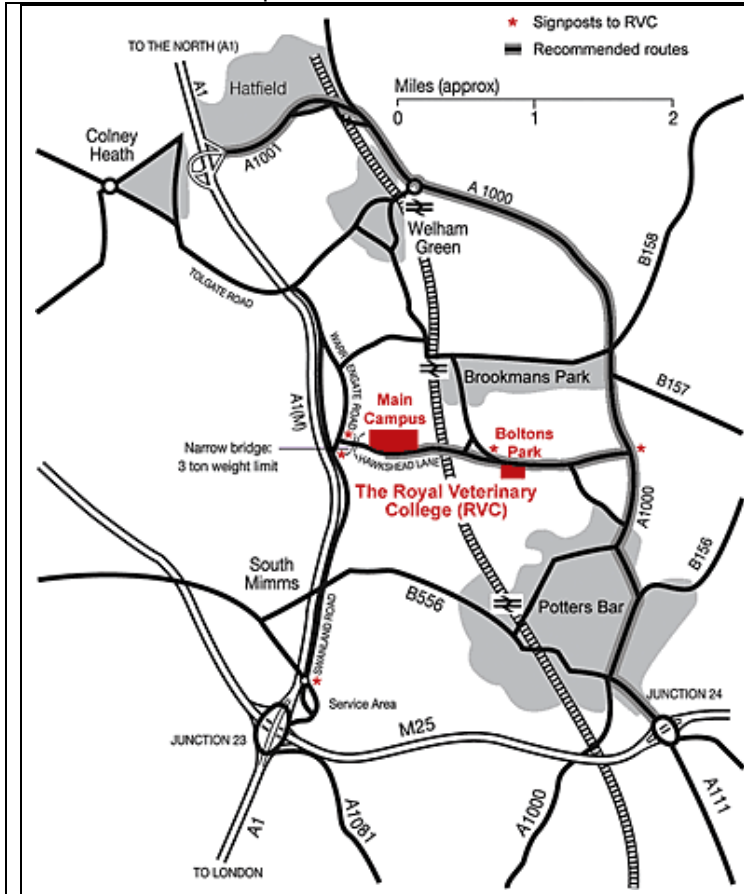 * Signposts to RVC
Recommended routes
TO THE NORTH (A1)
A1
Hatfield
Miles (approx)
0 1 2
Colney
Heath
A1001
A 1000
Welham
Green
B158
TOLGATE ROAD
WARRENGATE ROAD
Brookmans Park
B157
A1(M)
Main
Campus
Boltons
Park
Narrow bridge:
3 ton weight limit
HAWKSHEAD LANE
The Royal Veterinary
College (RVC)
A1000
South
Mimms
B556
B156
Potters Bar
SWANLAND ROAD
Service Area
JUNCTION 24
JUNCTION 23
M25
A1
A1081
A1000
A111
TO LONDON